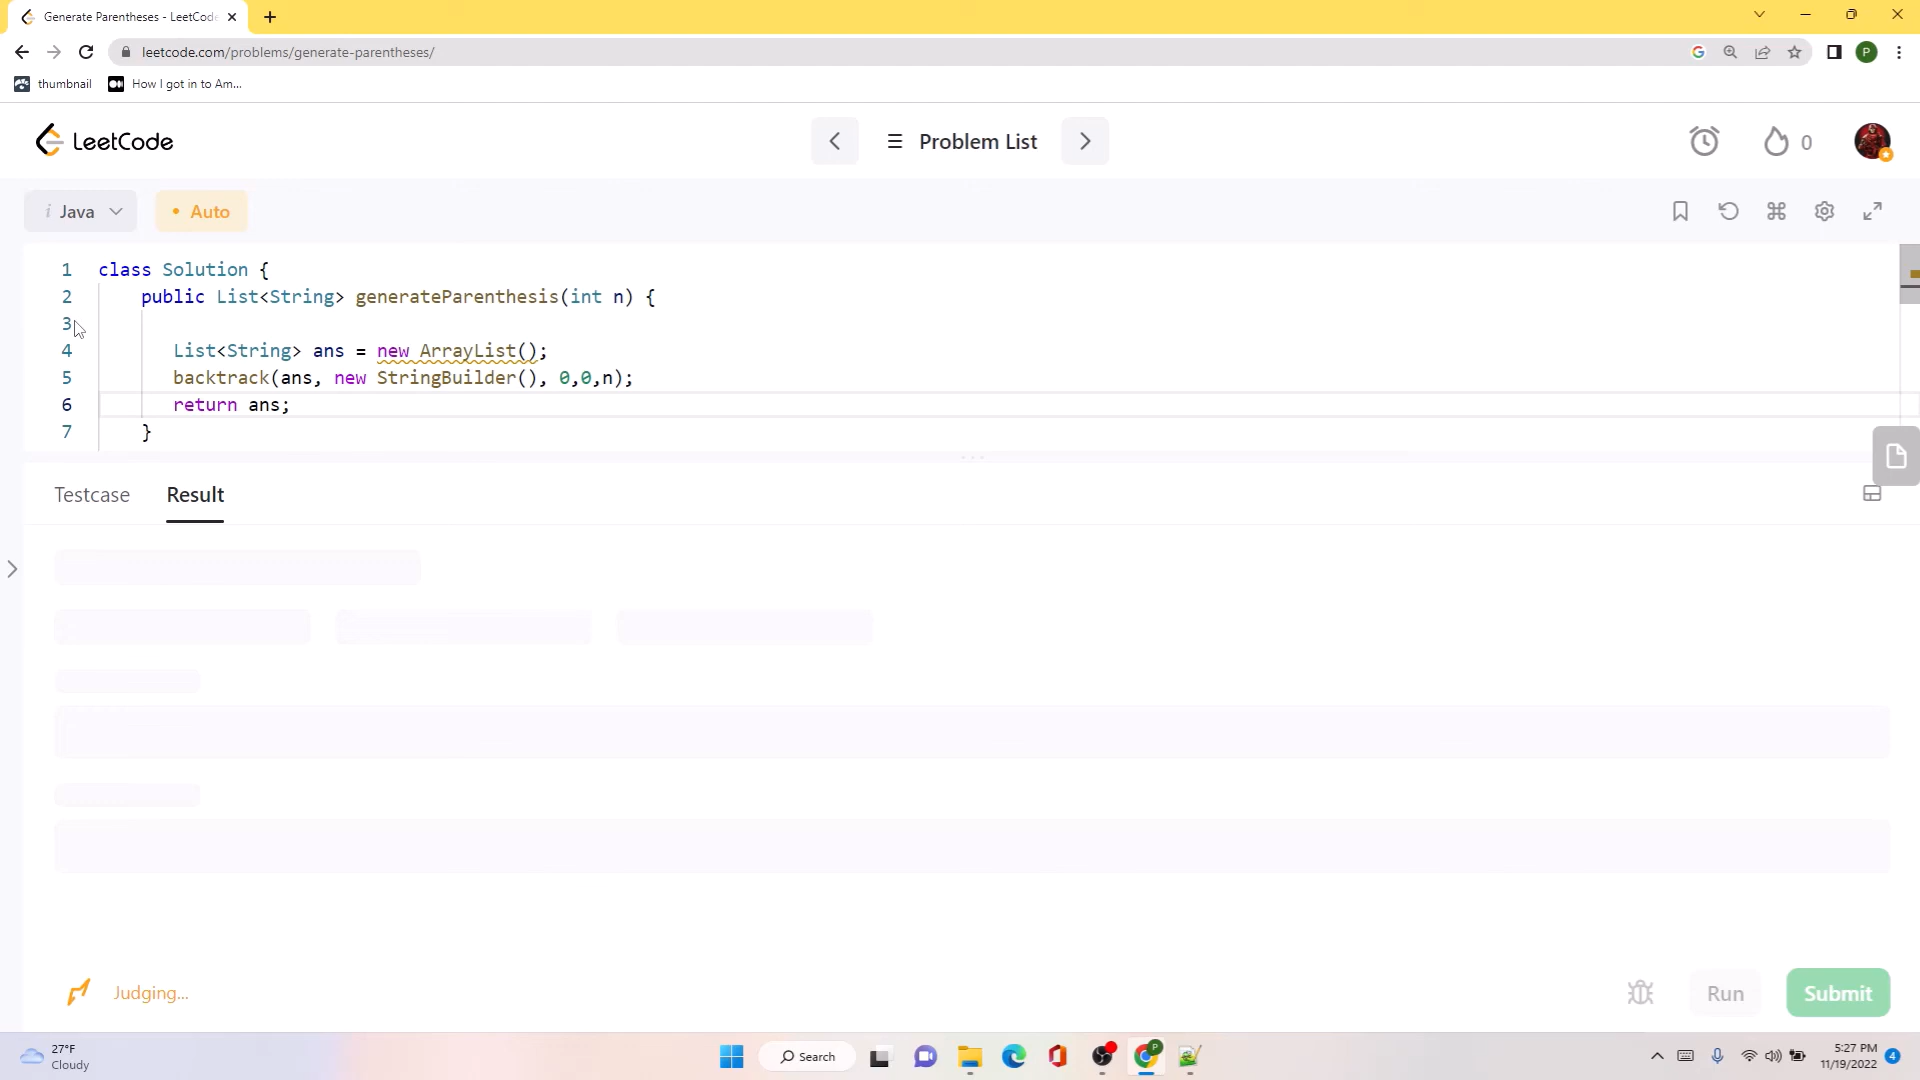 Generate Parentheses - LeetCode
leetcode.com/problems/generate-parentheses/
thumbnail
How I got in to Am...
LeetCode
Problem List
0
i Java
• Auto
1 class Solution {
2 public List<String> generateParenthesis(int n) {
3
4 List<String> ans = new ArrayList();
5 backtrack(ans, new StringBuilder(), 0,0,n);
6 return ans;
7 }
Testcase
Result
Judging...
Run
Submit
27°F
Cloudy
Search
P
P
5:27 PM
11/19/2022
4